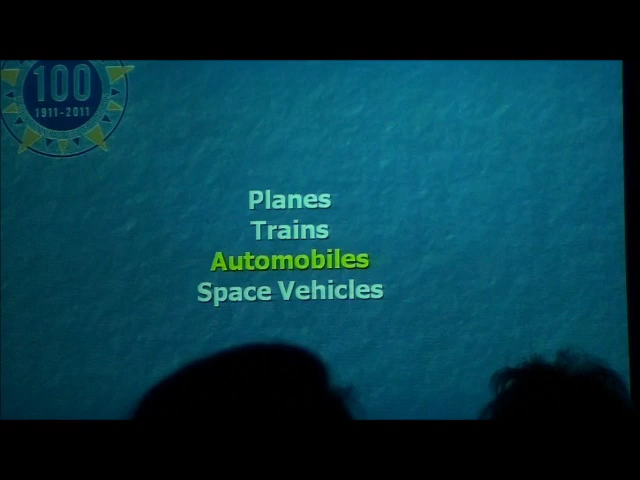 100
1911-2011
Planes
Trains
Automobiles
Space Vehicles